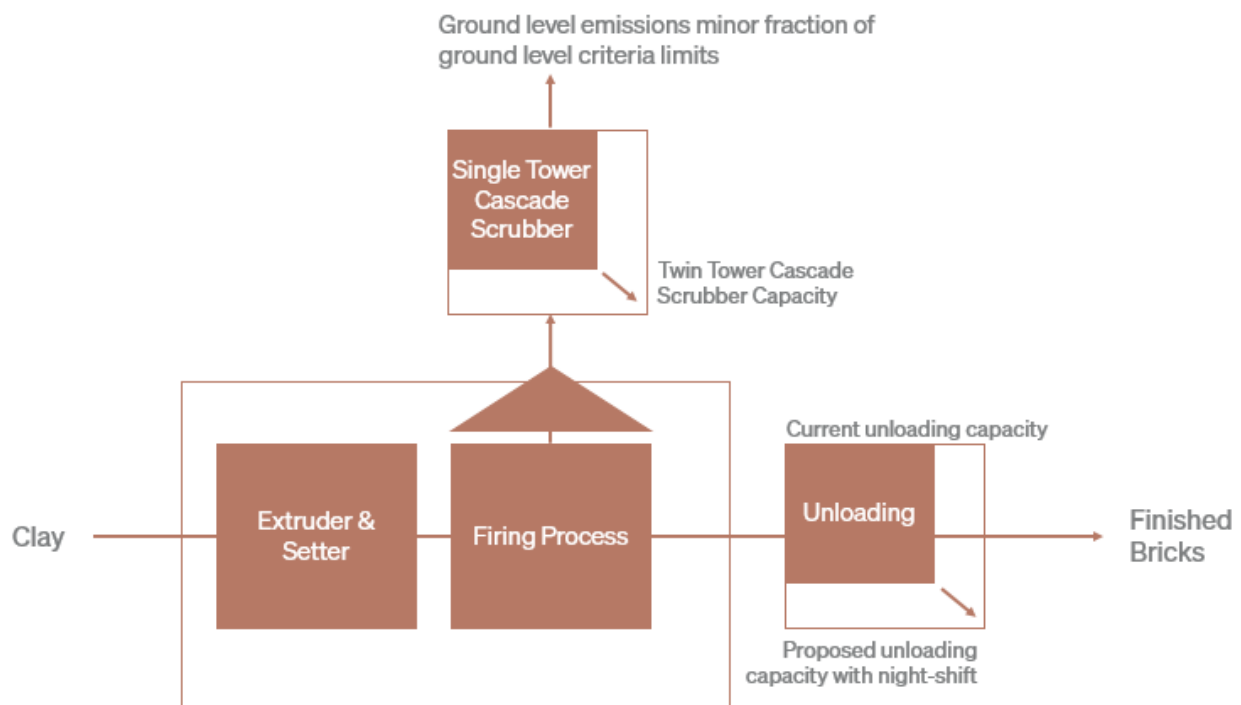 Ground level emissions minor fraction of
ground level criteria limits
Single Tower
Cascade
Scrubber
Twin Tower Cascade
Scrubber Capacity
Current unloading capacity
Clay
Extruder &
Setter
Firing Process
Unloading
Finished
Bricks
Proposed unloading
capacity with night-shift